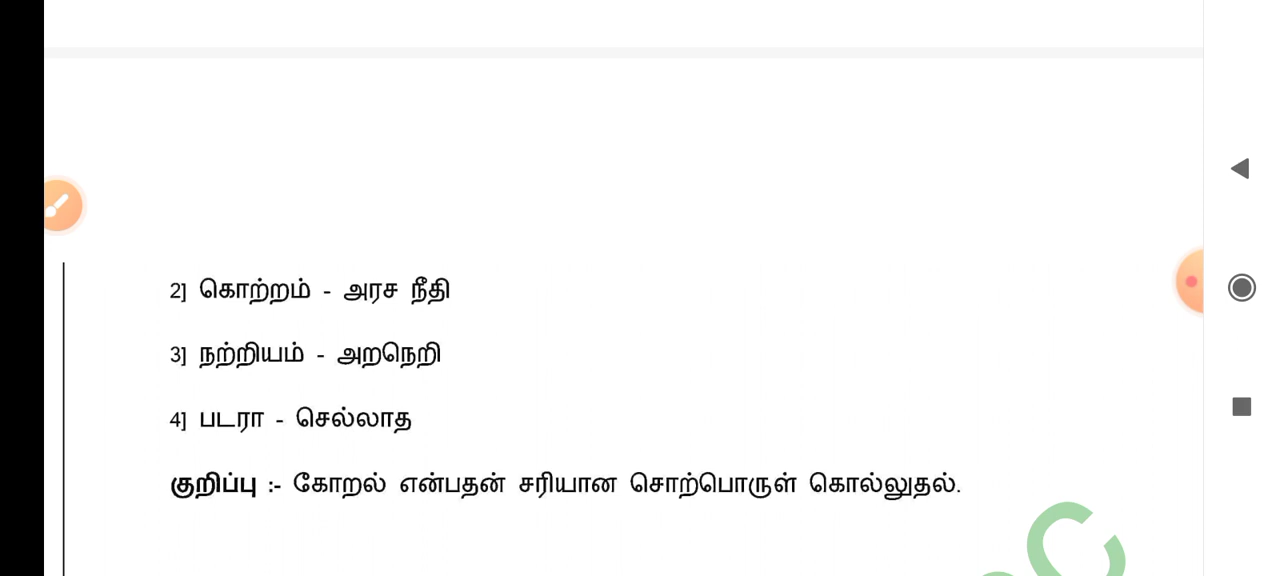 2] கொற்றம் - அரச நீதி
3] நற்றியம் - அறநெறி
4] படரா - செல்லாத
குறிப்பு :- கோறல் என்பதன் சரியான சொற்பொருள் கொல்லுதல்.